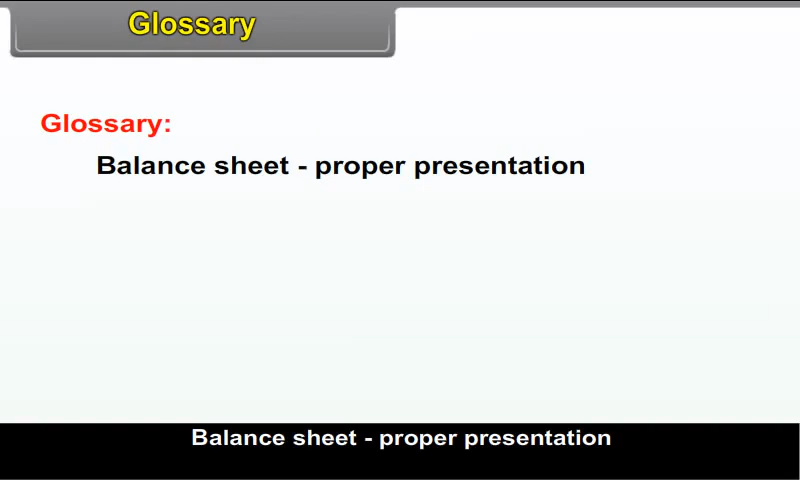 Glossary
Glossary:
Balance sheet - proper presentation
Balance sheet - proper presentation